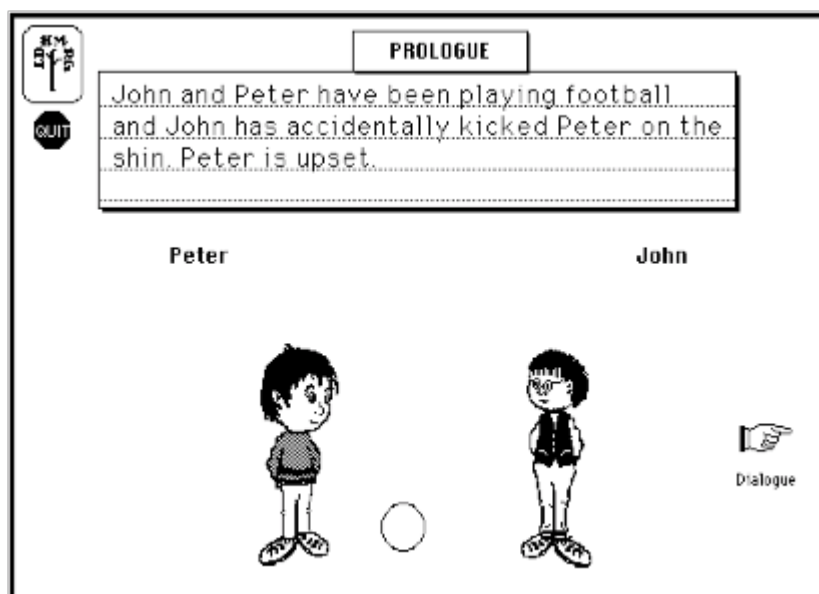 PROLOGUE
John and Peter have been playing football
and John has accidentally kicked Peter on the
shin. Peter is upset.
QUIT
Peter
John
Dialogue